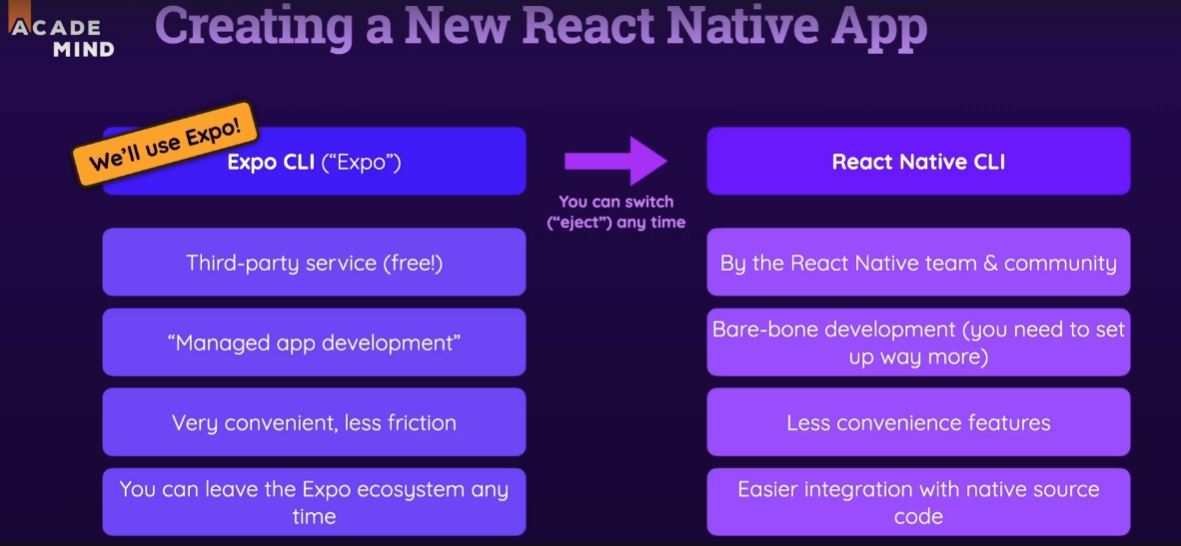 ACADE
MIND
Creating a New React Native App
We'll use Expo!
Expo CLI (“Expo”)
You can switch
(“eject”) any time
React Native CLI
Third-party service (free!)
By the React Native team & community
“Managed app development”
Bare-bone development (you need to set
up way more)
Very convenient, less friction
Less convenience features
You can leave the Expo ecosystem any
time
Easier integration with native source
code